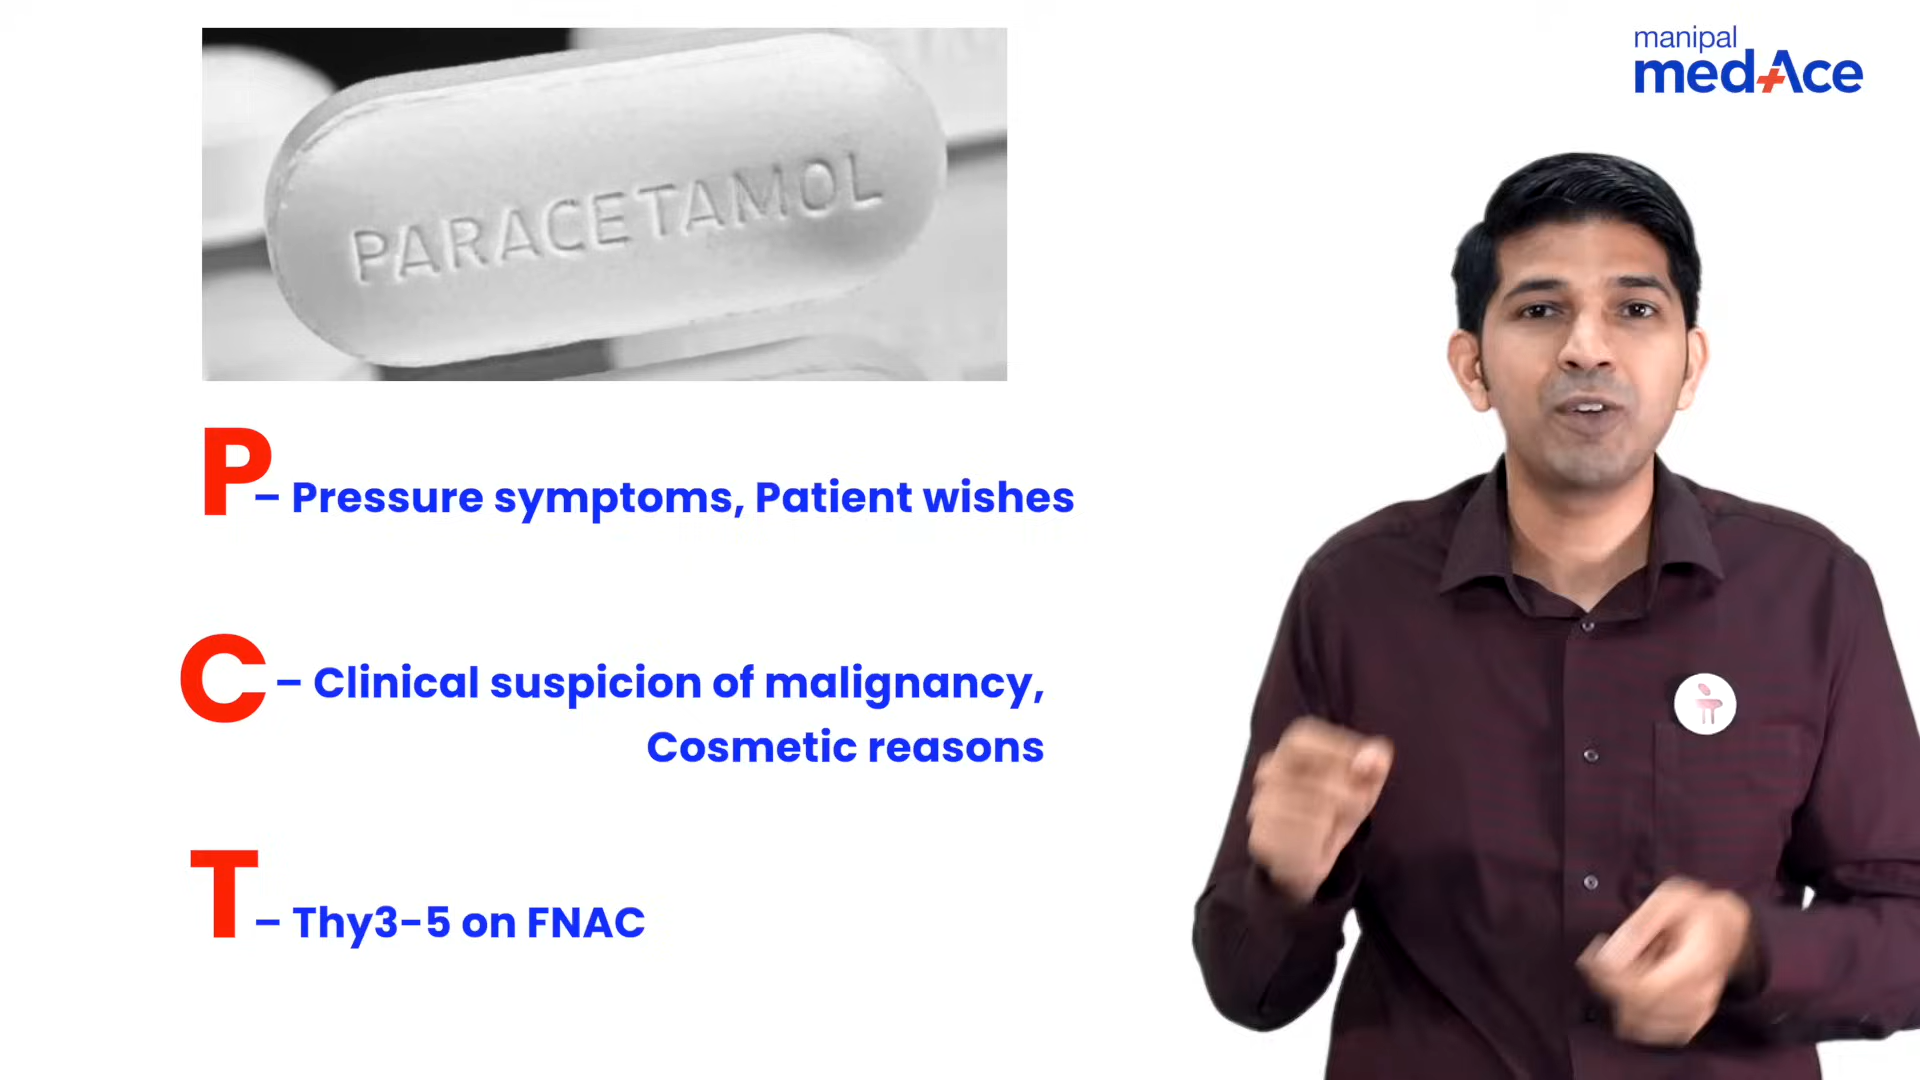 manipal
medAce
PARACETAMOL
P – Pressure symptoms, Patient wishes
C – Clinical suspicion of malignancy,
Cosmetic reasons
T – Thy3-5 on FNAC